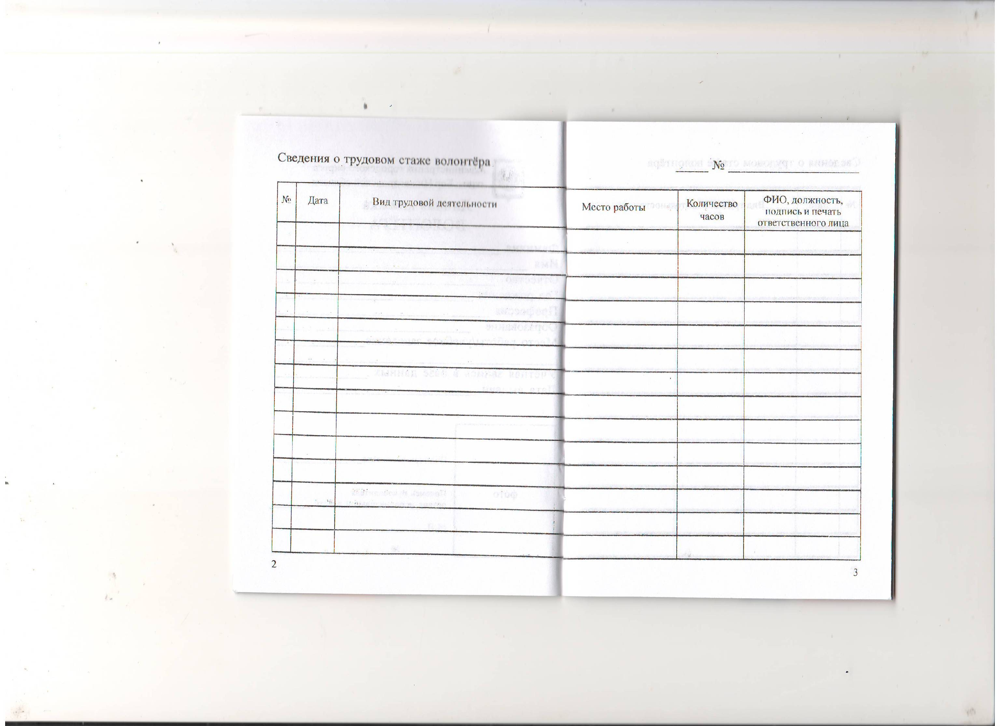 Сведения о трудовом стаже волонтёра
№ Дата Вид трудовой деятельности
2
№
Место работы
Количество
часов
ФИО, должность,
подпись и печать
ответственного лица
3